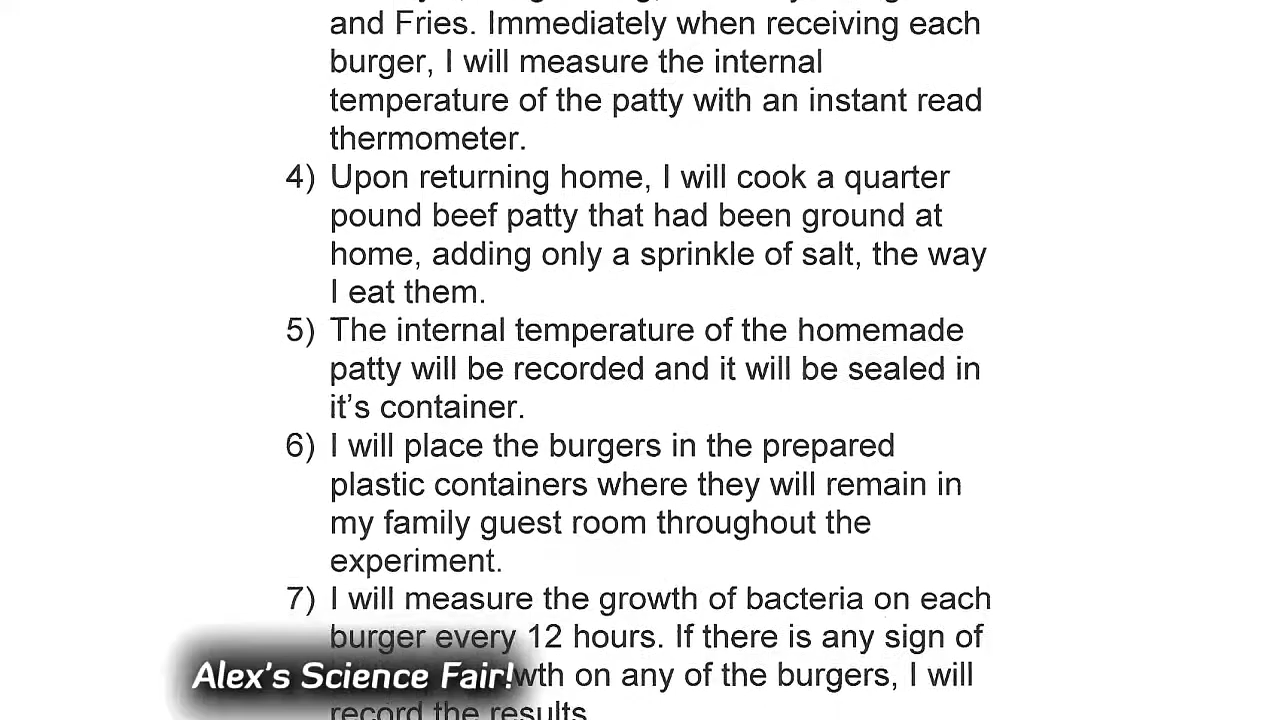 and Fries. Immediately when receiving each
burger, I will measure the internal
temperature of the patty with an instant read
thermometer.
4) Upon returning home, I will cook a quarter
pound beef patty that had been ground at
home, adding only a sprinkle of salt, the way
I eat them.
5) The internal temperature of the homemade
patty will be recorded and it will be sealed in
it's container.
6) I will place the burgers in the prepared
plastic containers where they will remain in
my family guest room throughout the
experiment.
7) I will measure the growth of bacteria on each
burger every 12 hours. If there is any sign of
on any of the burgers, I will
record the results
Alex's Science Fair!